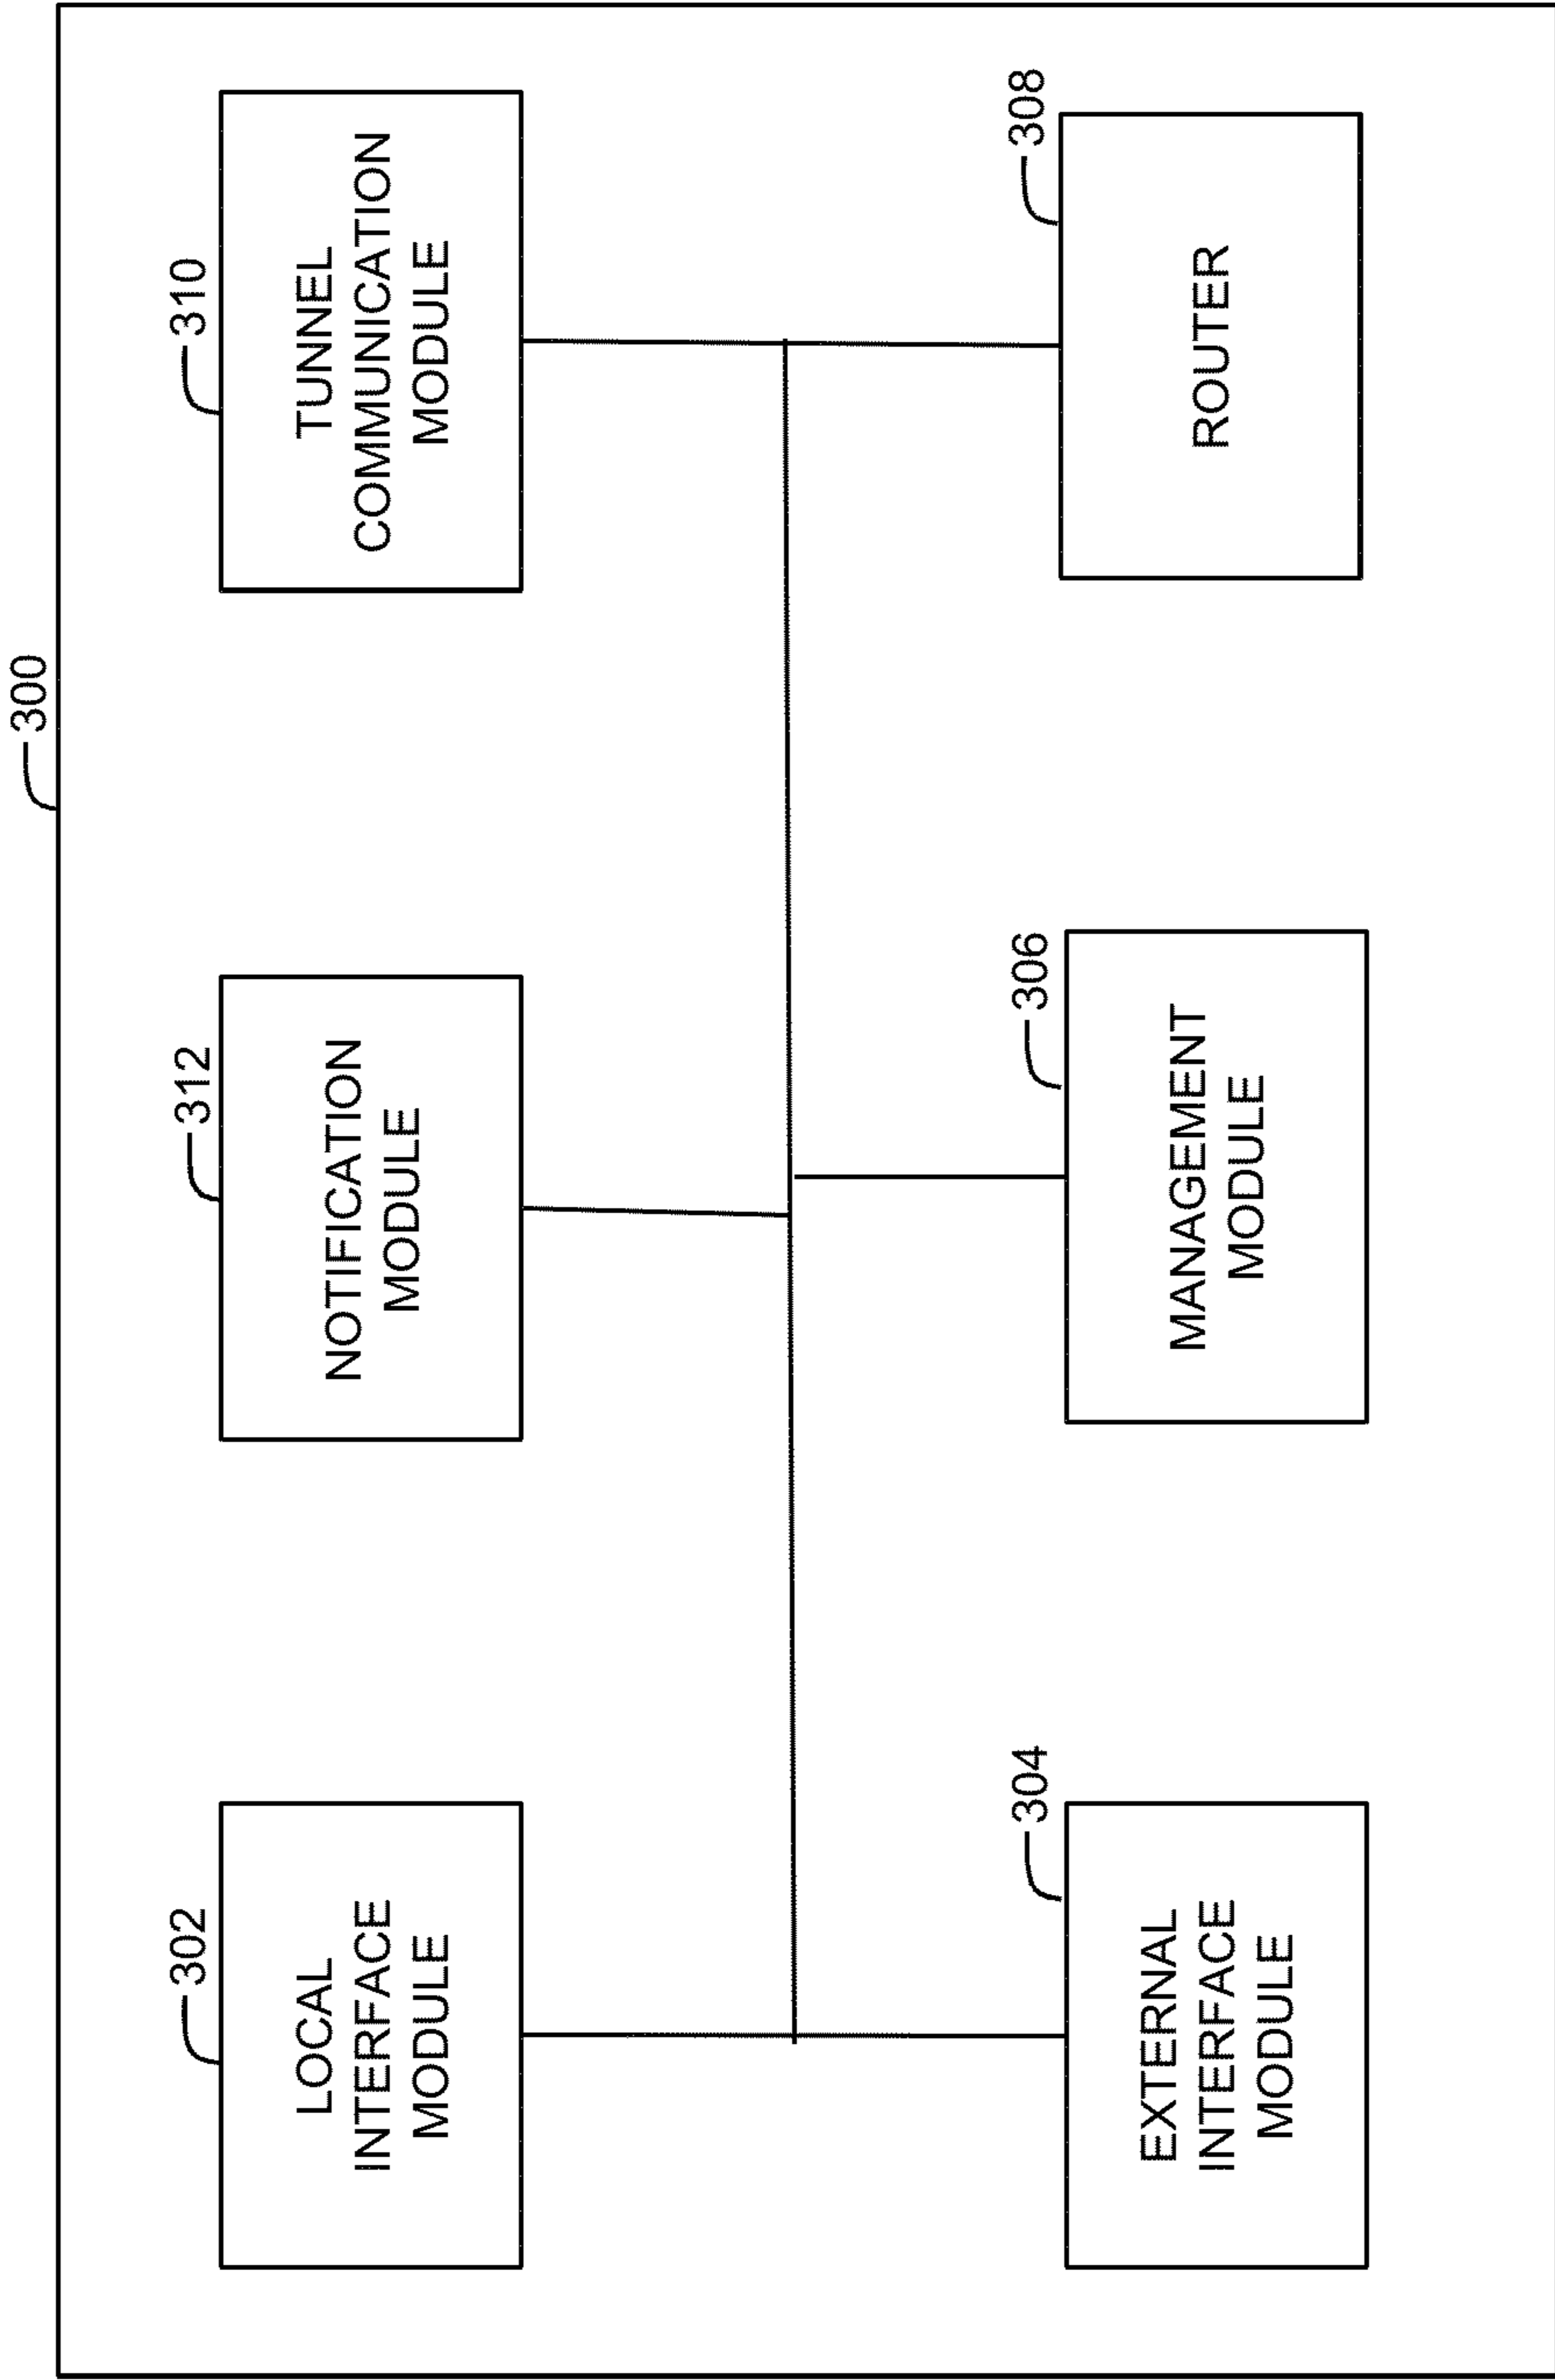 300
302
LOCAL
INTERFACE
MODULE
312
NOTIFICATION
MODULE
310
TUNNEL
COMMUNICATION
MODULE
304
EXTERNAL
INTERFACE
MODULE
306
MANAGEMENT
MODULE
308
ROUTER